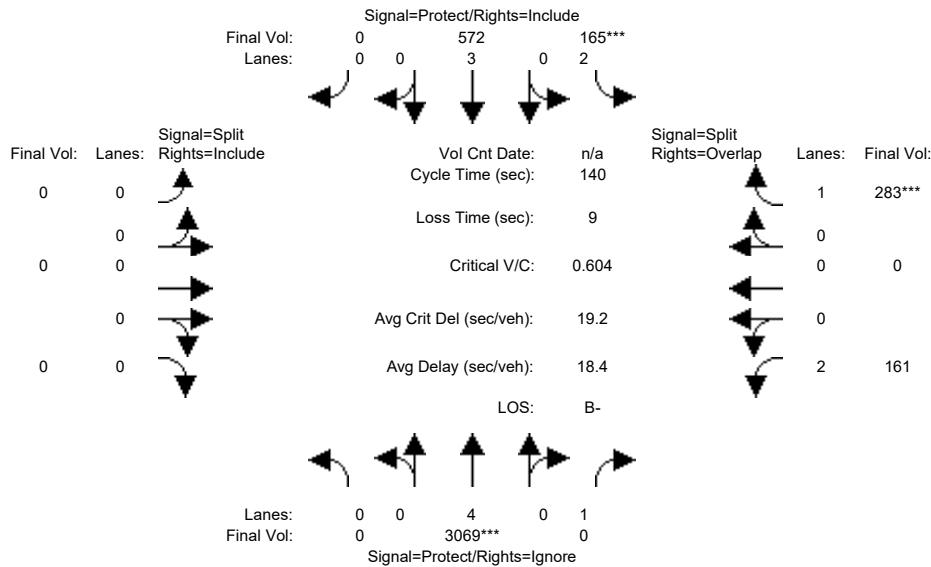 Signal=Protect/Rights=Include
Final Vol: 0 572 165***
Lanes: 0 0 3 0 2
Signal=Split
Final Vol: Lanes: Rights=Include
Vol Cnt Date: n/a
Signal=Split
Rights=Overlap Lanes: Final Vol:
Cycle Time (sec): 140
0 0
1 283***
Loss Time (sec): 9
0
0
0 0
Critical V/C: 0.604
0 0
0
Avg Crit Del (sec/veh): 19.2
0
0 0
Avg Delay (sec/veh): 18.4
2 161
LOS: B-
Lanes: 0 0 4 0 1
Final Vol: 0 3069*** 0
Signal=Protect/Rights=Ignore